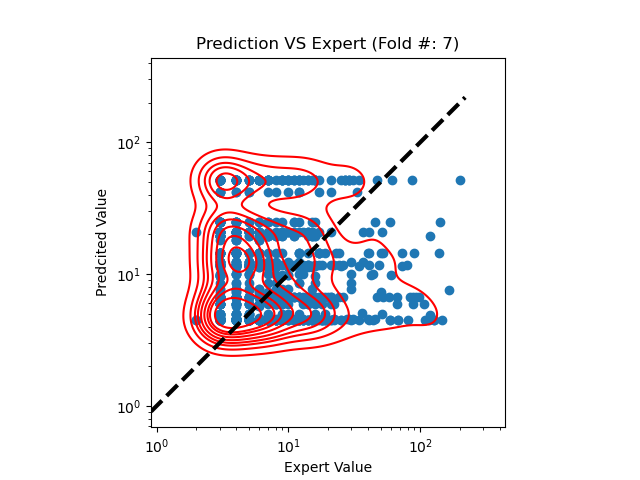 Prediction VS Expert (Fold #: 7)
Predcited Value
10²
10¹
10⁰
10⁰ 10¹ 10²
Expert Value